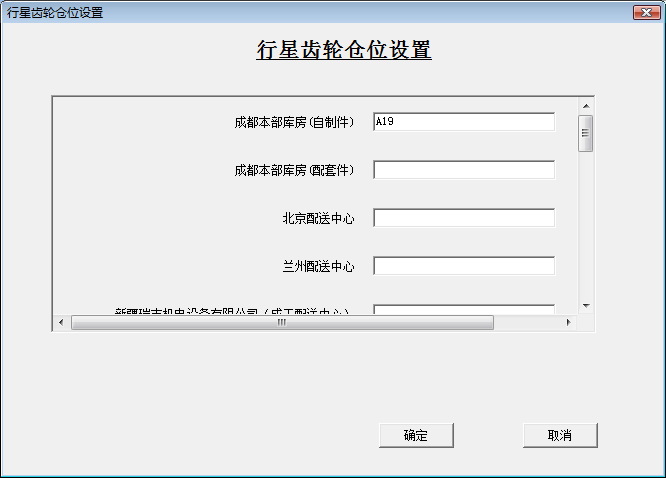 行星齿轮仓位设置
行星齿轮仓位设置
成都本部库房(自制件)
A19
成都本部库房(配套件)
北京配送中心
兰州配送中心
确定
取消